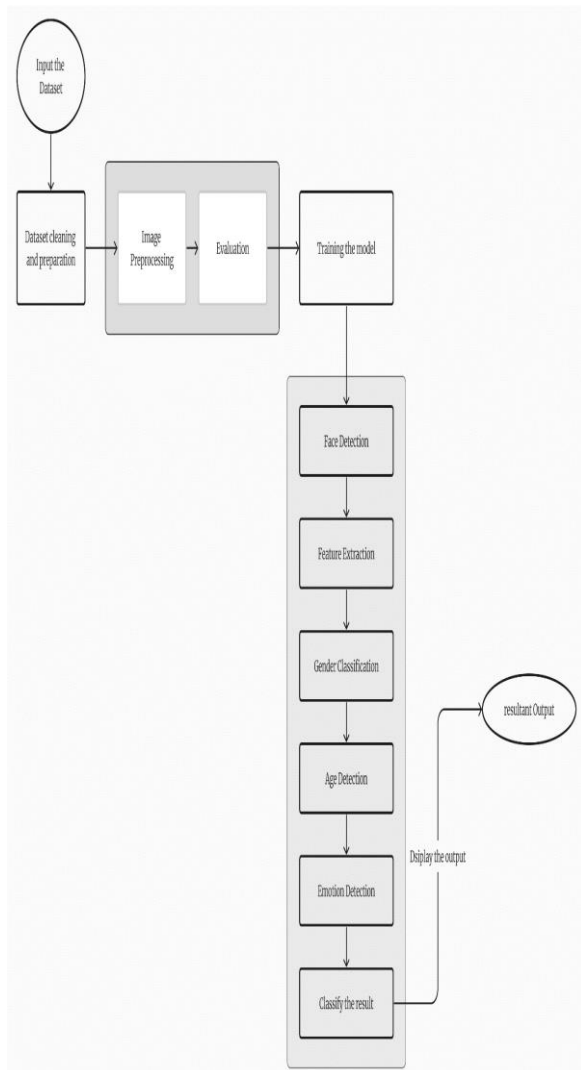 Input the
Dataset
Dataset cleaning
and preparation
Image
Preprocessing
Evaluation
Training the model
Face Detection
Feature Extraction
Gender Classification
Age Detection
Emotion Detection
Classify the result
Dsiplay the output
resultant Output